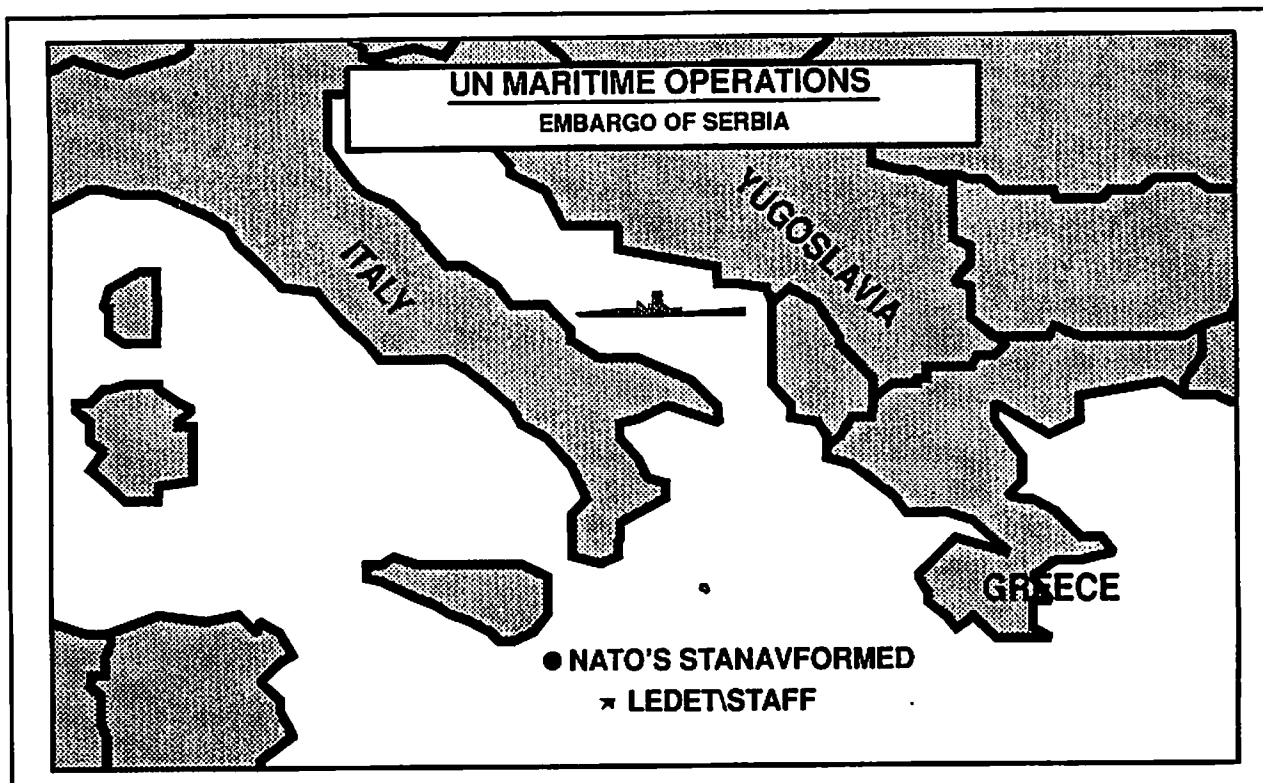 UN MARITIME OPERATIONS
EMBARGO OF SERBIA
YUGOSLAVIA
ITALY
GREECE
● NATO'S STANAVFORMED
★ LEDET\STAFF